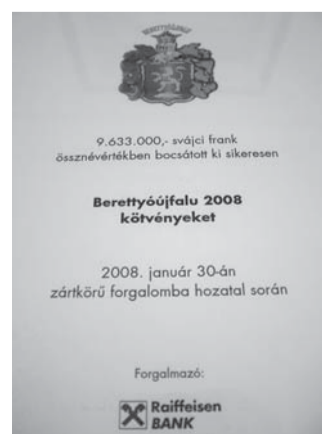 BERETTYÓÚJFALU
9.633.000,- svájci frank
össznévértékben bocsátott ki sikeresen
Berettyóújfalu 2008
kötvényeket
2008. január 30-án
zártkörű forgalomba hozatal során
Forgalmazó:
Raiffeisen
BANK